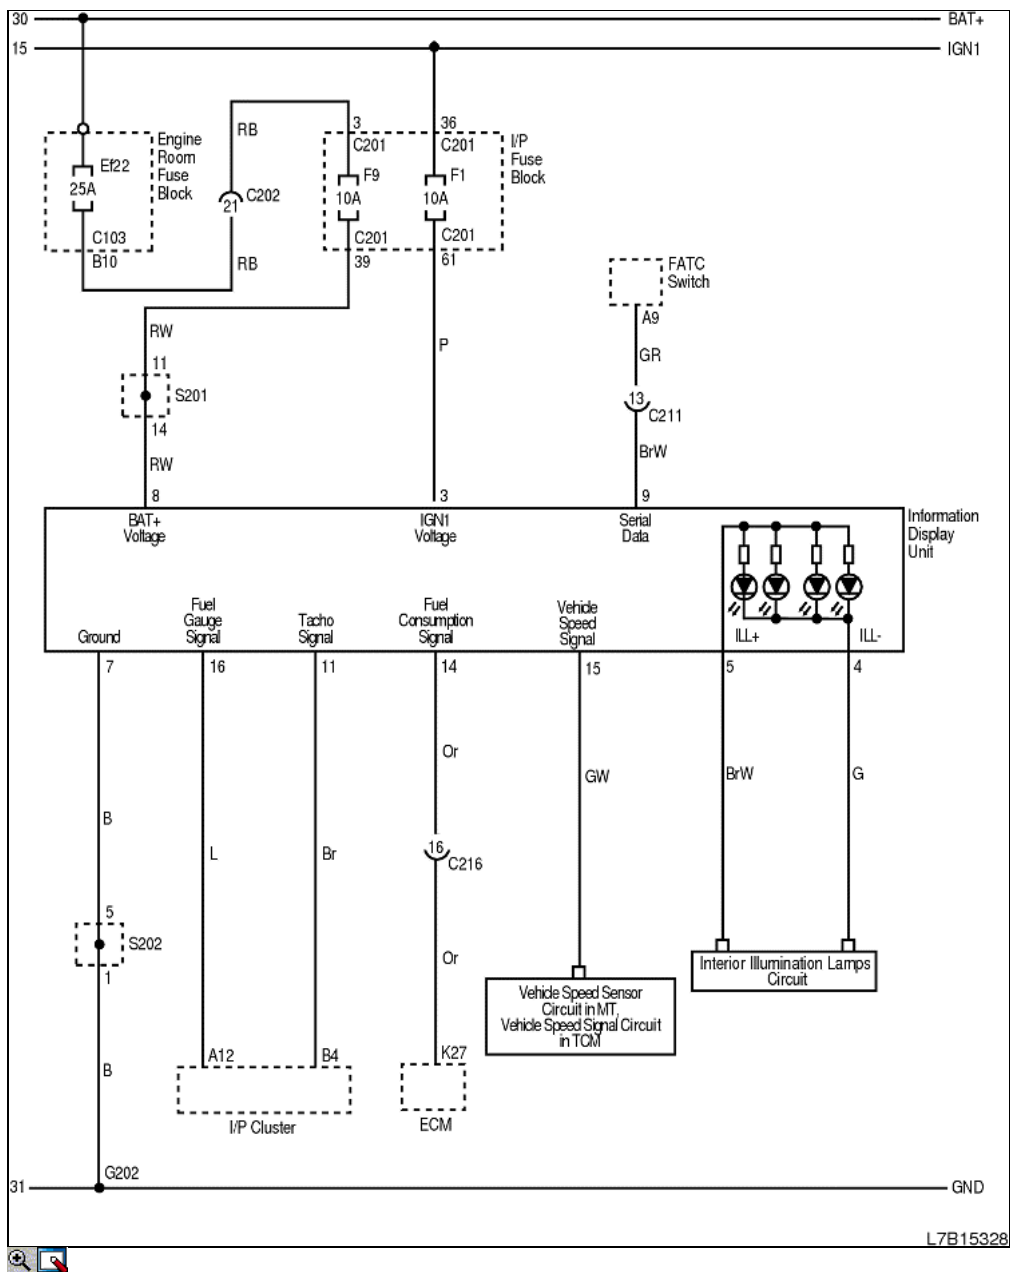 30
BAT+
15
IGN1
Engine
Room
Fuse
Block
Ef22
25A
C103
B10
RB
21
C202
RB
3
36
C201
C201
I/P
Fuse
Block
F9
F1
10A
10A
C201
C201
39
61
FATC
Switch
A9
GR
13
C211
BrW
9
RW
11
S201
14
RW
8
P
3
BAT+
Voltage
IGN1
Voltage
Serial
Data
Information
Display
Unit
Ground
Fuel
Gauge
Signal
Tacho
Signal
Fuel
Consumption
Signal
Vehicle
Speed
Signal
ILL+
ILL-
7
16
11
14
15
5
4
Or
GW
BrW
G
B
L
Br
16
C216
5
S202
1
Or
Interior Illumination Lamps
Circuit
Vehicle Speed Sensor
Circuit in MT,
Vehicle Speed Signal Circuit
in TCM
A12
B4
K27
B
I/P Cluster
ECM
G202
31
GND
L7B15328